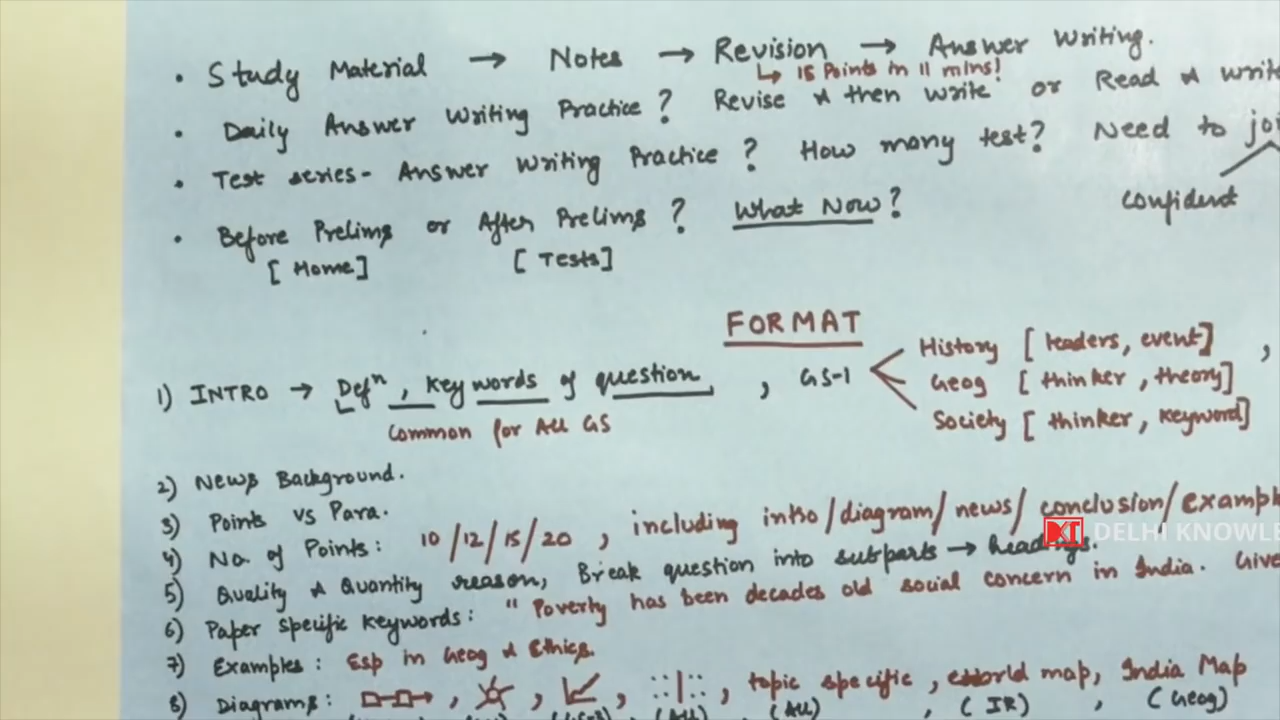 • Study Material → Notes → Revision → Answer Writing.
↳ 15 Points in 11 mins!
• Daily Answer Writing Practice? Revise & then write or Read & write
• Test series- Answer Writing Practice? How many test? Need to joi
confident
• Before Prelims or After Prelims? What Now?
[Home] [Tests]
FORMAT
1) INTRO → Defⁿ, Key words of question, GS-1
History [leaders, event],
Geog [thinker, theory]
Society [thinker, keyword]
Common for All GS
2) News Background.
3) Points vs Para.
4) No. of Points: 10/12/15/20, including intro/diagram/news/conclusion/exampl
DKT DELHI KNOWLE
5) Quality & Quantity reason, Break question into subparts → headings.
6) Paper specific keywords: "Poverty has been decades old social concern in India. Give
7) Examples: Esp in Geog & Ethics.
8) Diagrams: , topic specific, World map, India Map
(All) (All), (IR), (Geog)